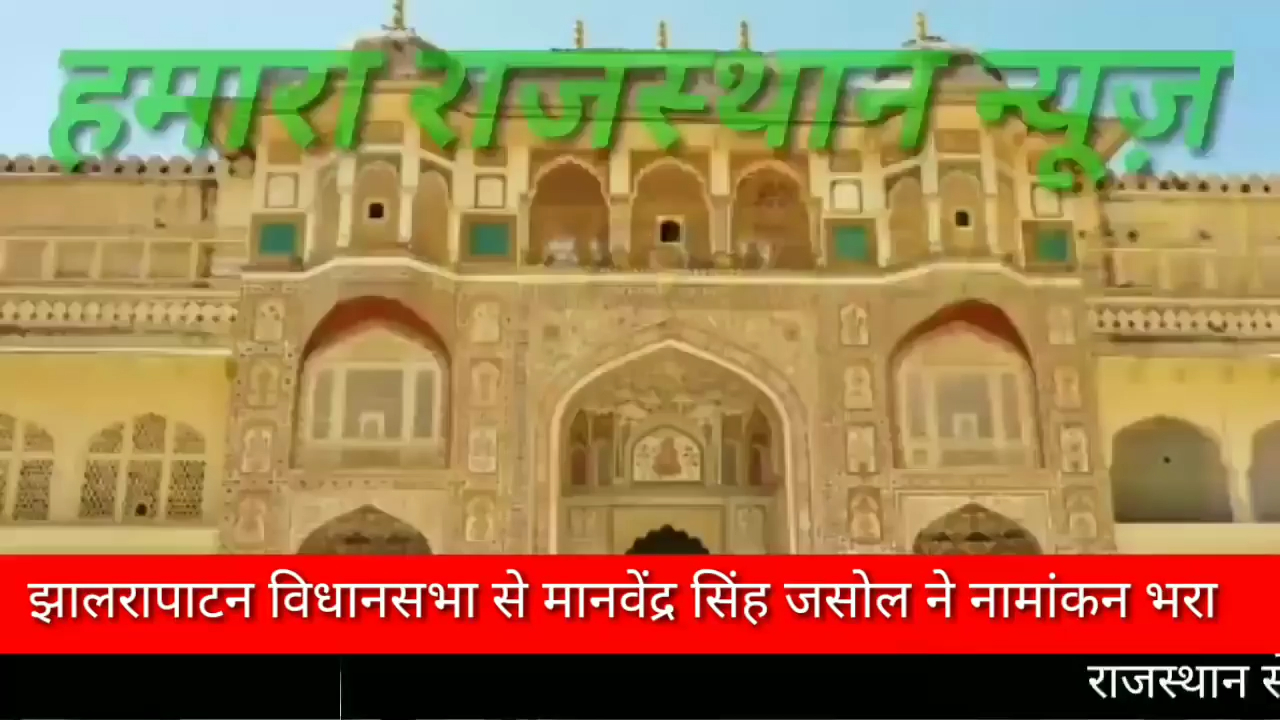 हमारा राजस्थान न्यूज़
झालरापाटन विधानसभा से मानवेंद्र सिंह जसोल ने नामांकन भरा
राजस्थान